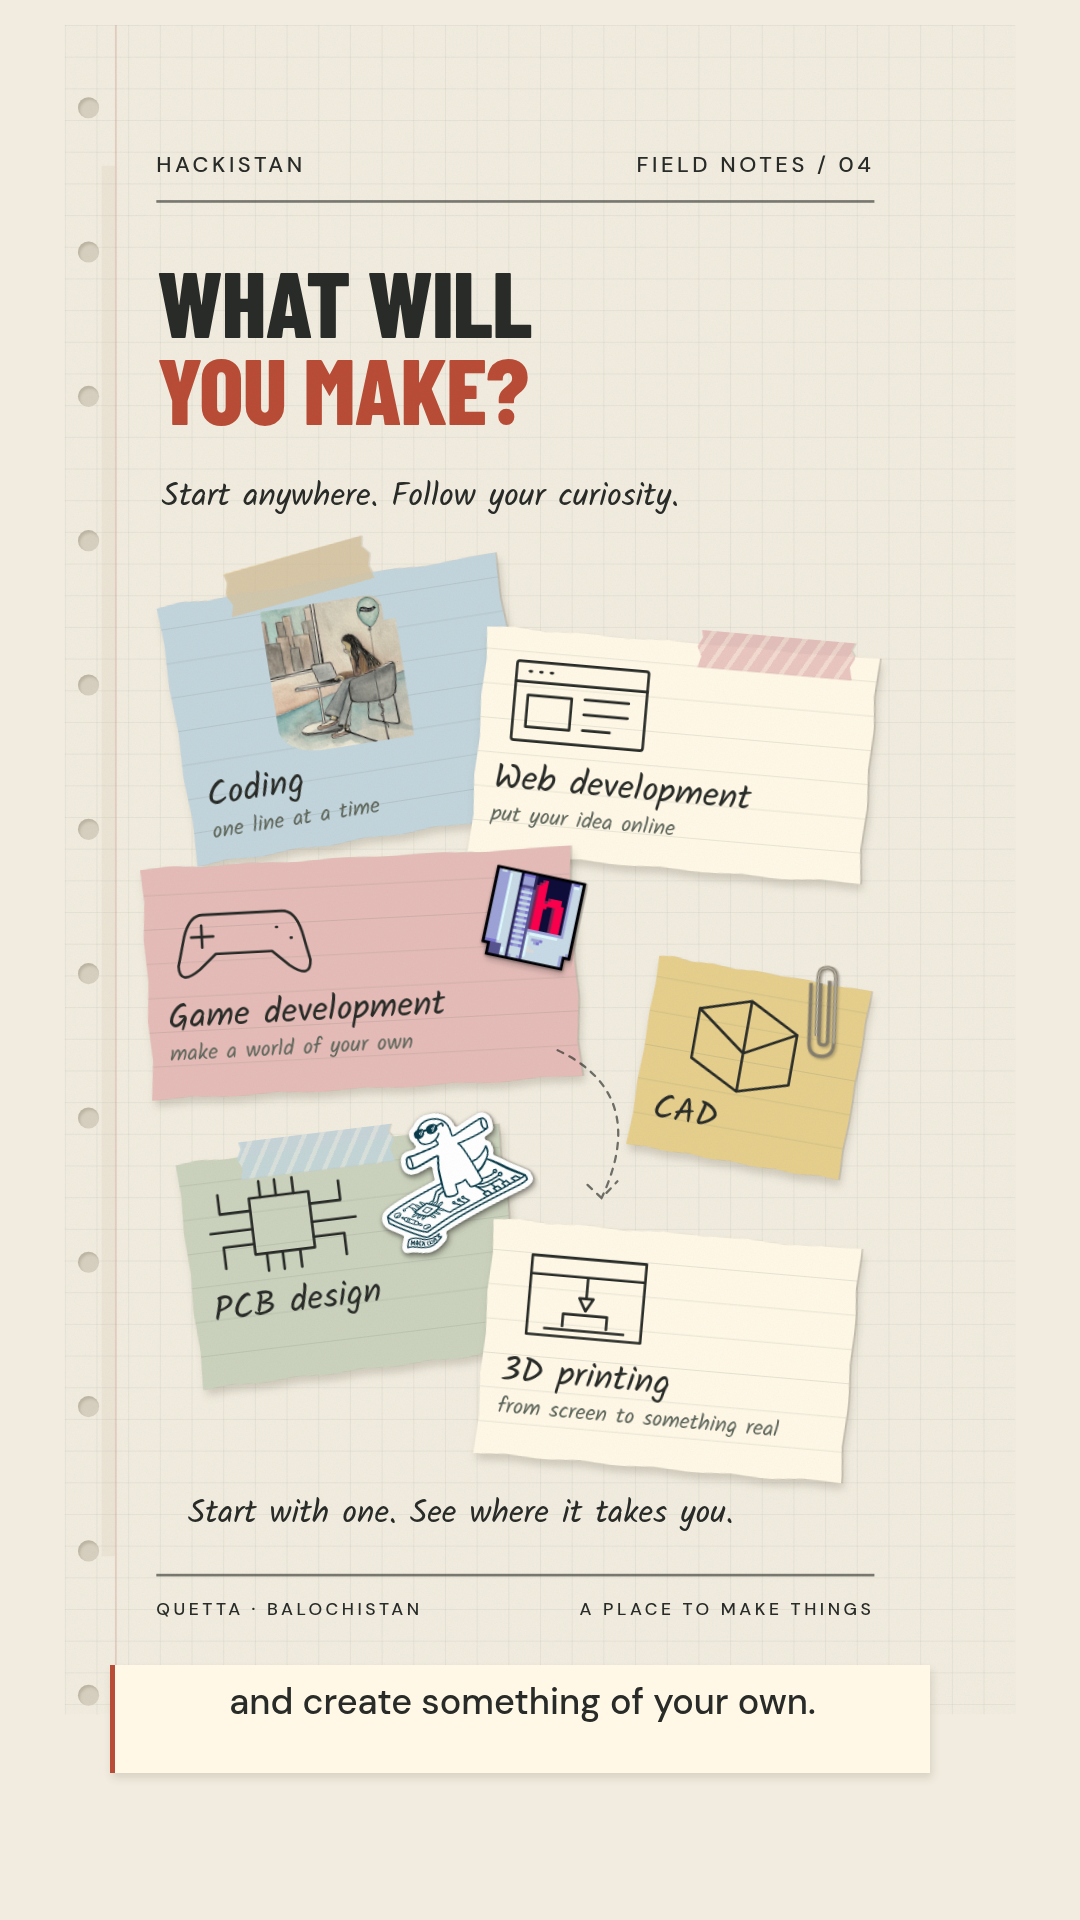 HACKISTAN
FIELD NOTES / 04
WHAT WILL
YOU MAKE?
Start anywhere. Follow your curiosity.
Coding
one line at a time
Web development
put your idea online
h
Game development
make a world of your own
CAD
PCB design
3D printing
from screen to something real
Start with one. See where it takes you.
QUETTA · BALOCHISTAN
A PLACE TO MAKE THINGS
and create something of your own.